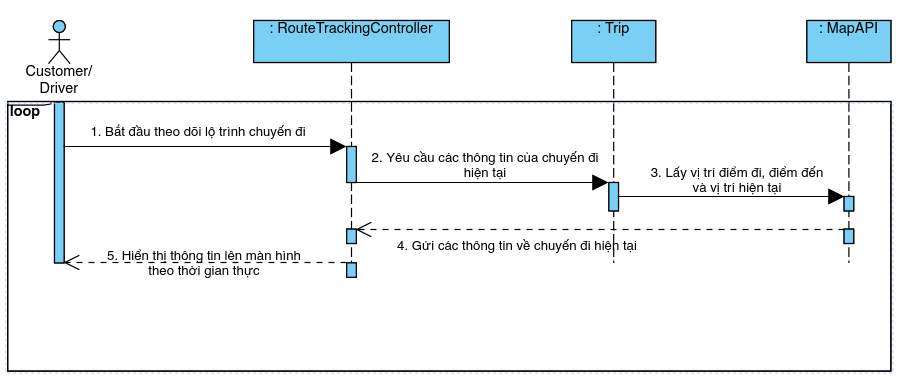 : RouteTrackingController
: Trip
: MapAPI
Customer/
Driver
loop
1. Bắt đầu theo dõi lộ trình chuyến đi
2. Yêu cầu các thông tin của chuyến đi
hiện tại
3. Lấy vị trí điểm đi, điểm đến
và vị trí hiện tại
4. Gửi các thông tin về chuyến đi hiện tại
5. Hiển thị thông tin lên màn hình
theo thời gian thực